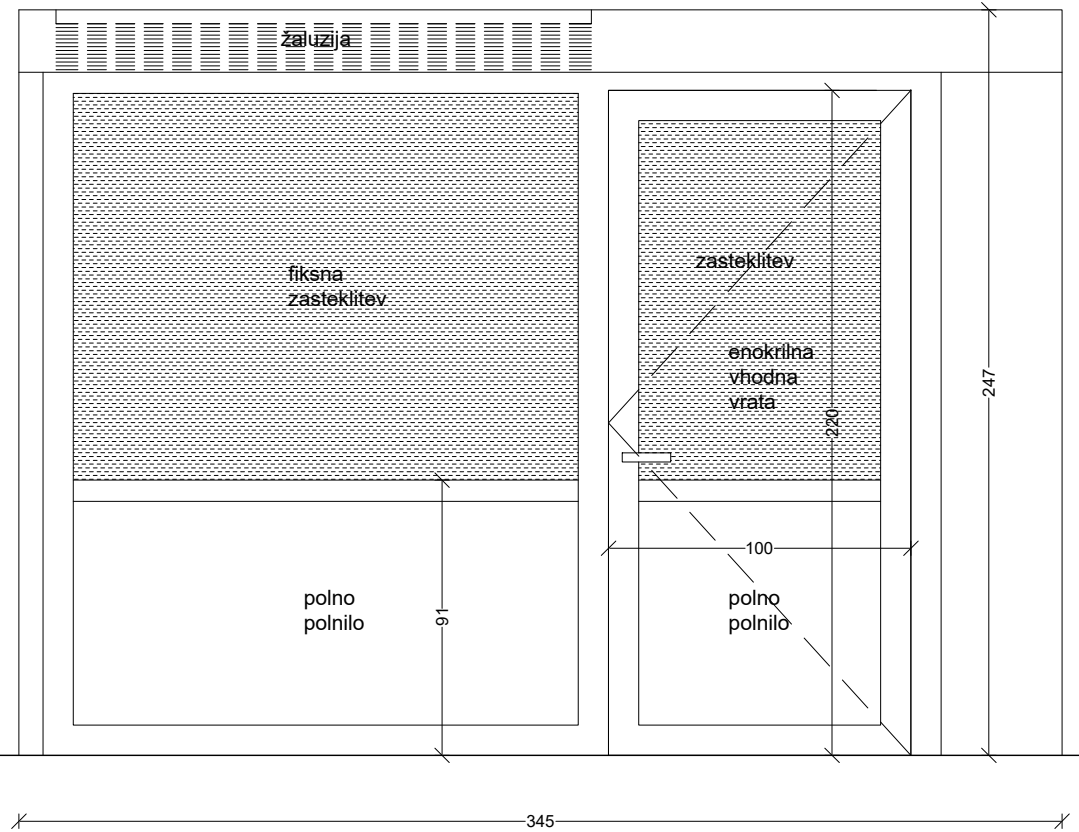 žaluzija
fiksna
zasteklitev
zasteklitev
enokrilna
vhodna
vrata
220
247
100
polno
polnilo
91
polno
polnilo
345